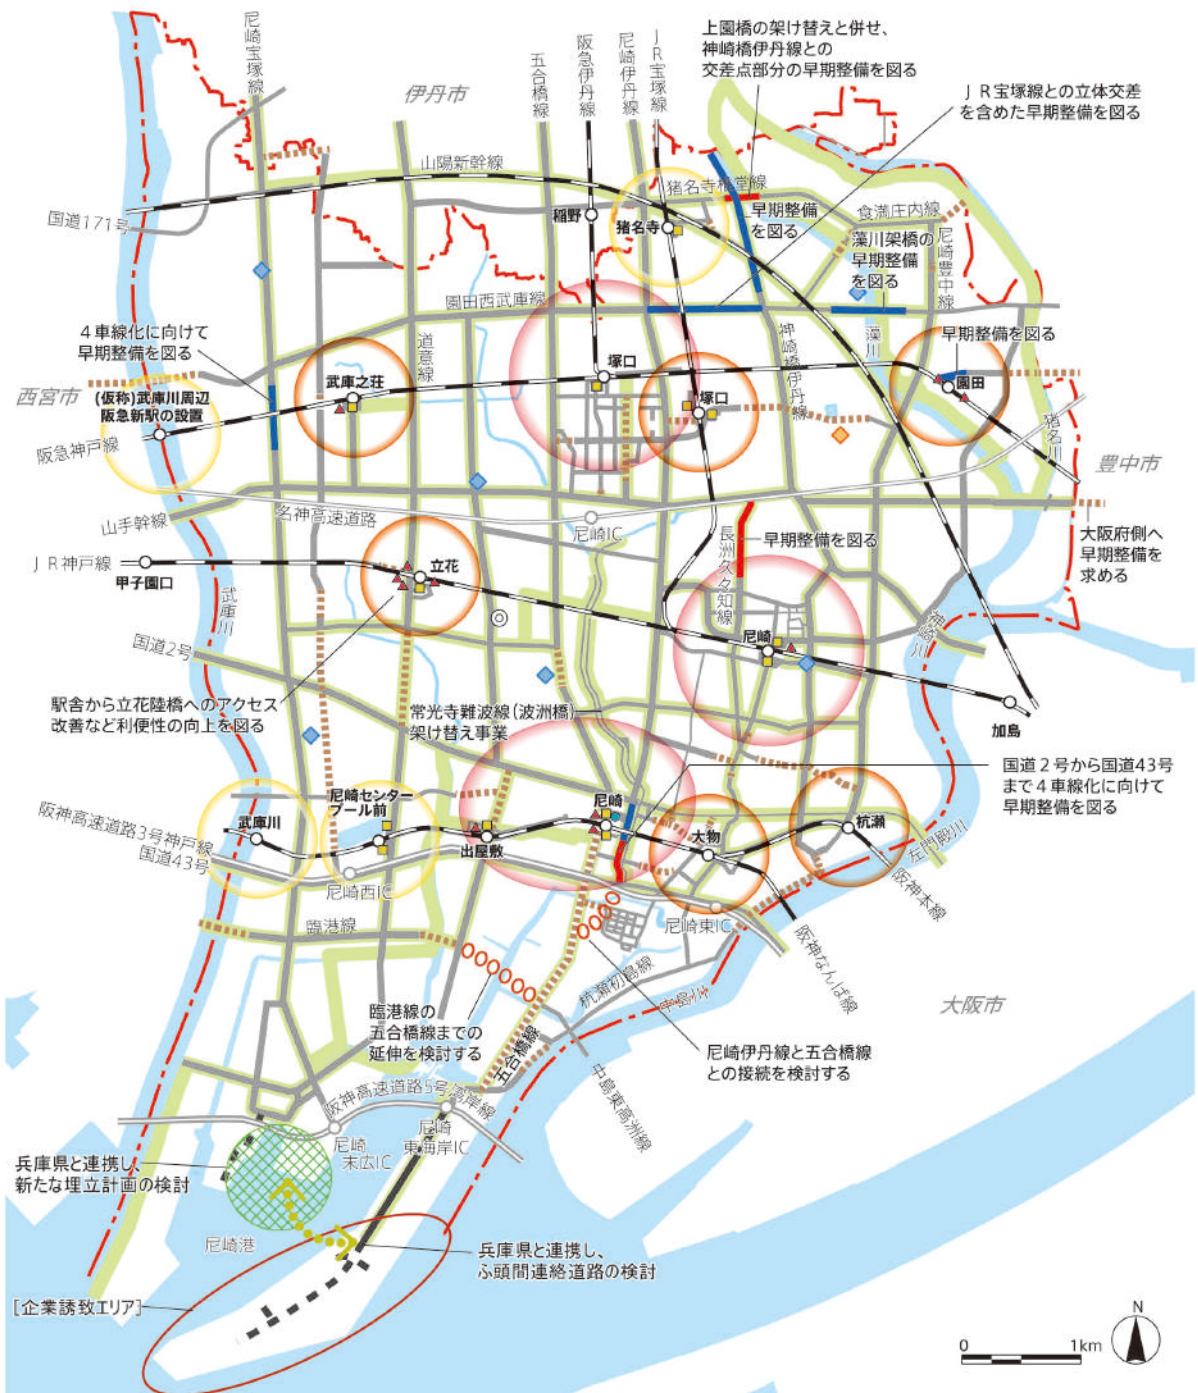 尼崎宝塚線
伊丹市
五合橋線
阪急伊丹線
尼崎伊丹線
JR宝塚線
上園橋の架け替えと併せ、
神崎橋伊丹線との
交差点部分の早期整備を図る
JR宝塚線との立体交差
を含めた早期整備を図る
山陽新幹線
国道171号
稲野
猪名寺
早期整備
を図る
食満庄内線
藻川架橋の
早期整備
を図る
尼崎豊中線
園田西武庫線
4車線化に向けて
早期整備を図る
道意線
神崎橋伊丹線
藻川
早期整備を図る
西宮市
(仮称)武庫川周辺
阪急新駅の設置
武庫之荘
塚口
塚口
園田
猪名川
豊中市
阪急神戸線
山手幹線
名神高速道路
尼崎IC
大阪府側へ
早期整備を
求める
JR神戸線
甲子園口
立花
長洲久々知線
早期整備を図る
武庫川
神崎川
国道2号
尼崎
加島
駅舎から立花陸橋へのアクセス
改善など利便性の向上を図る
常光寺難波線(波洲橋)
架け替え事業
国道2号から国道43号
まで4車線化に向けて
早期整備を図る
阪神高速道路3号神戸線
国道43号
武庫川
尼崎センター
プール前
出屋敷
尼崎
大物
杭瀬
左門殿川
阪神本線
尼崎西IC
尼崎東IC
阪神なんば線
臨港線
杭瀬初島線
中島川
大阪市
臨港線の
五合橋線までの
延伸を検討する
五合橋線
尼崎伊丹線と五合橋線
との接続を検討する
中島東高洲線
阪神高速道路5号湾岸線
尼崎
末広IC
尼崎
東海岸IC
兵庫県と連携し、
新たな埋立計画の検討
尼崎港
兵庫県と連携し、
ふ頭間連絡道路の検討
[企業誘致エリア]
N
0 1km